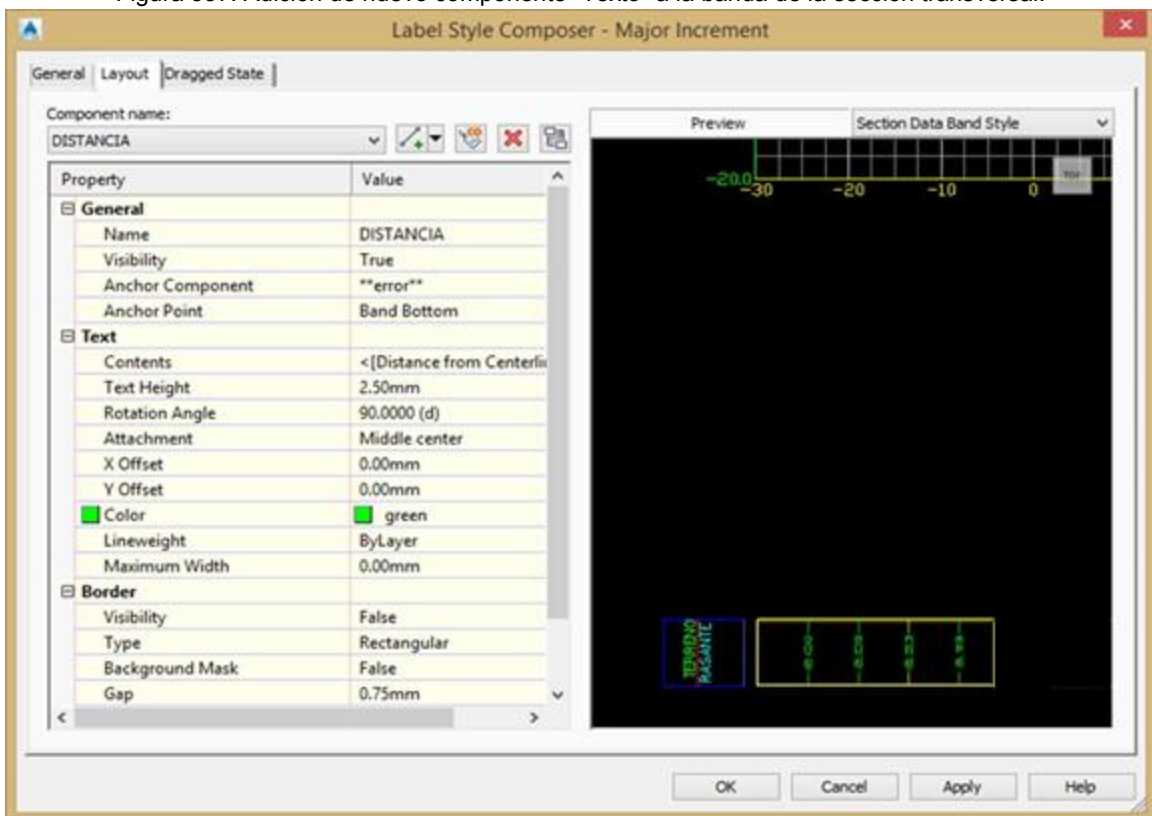 Label Style Composer - Major Increment
General Layout Dragged State
Component name:
DISTANCIA
Preview Section Data Band Style
Property Value
General
Name DISTANCIA
Visibility True
Anchor Component **error**
Anchor Point Band Bottom
Text
Contents <[Distance from Centerli
Text Height 2.50mm
Rotation Angle 90.0000 (d)
Attachment Middle center
X Offset 0.00mm
Y Offset 0.00mm
Color green
Lineweight ByLayer
Maximum Width 0.00mm
Border
Visibility False
Type Rectangular
Background Mask False
Gap 0.75mm
-20.0
-30 -20 -10 0
TERRENO
RASANTE
OK Cancel Apply Help